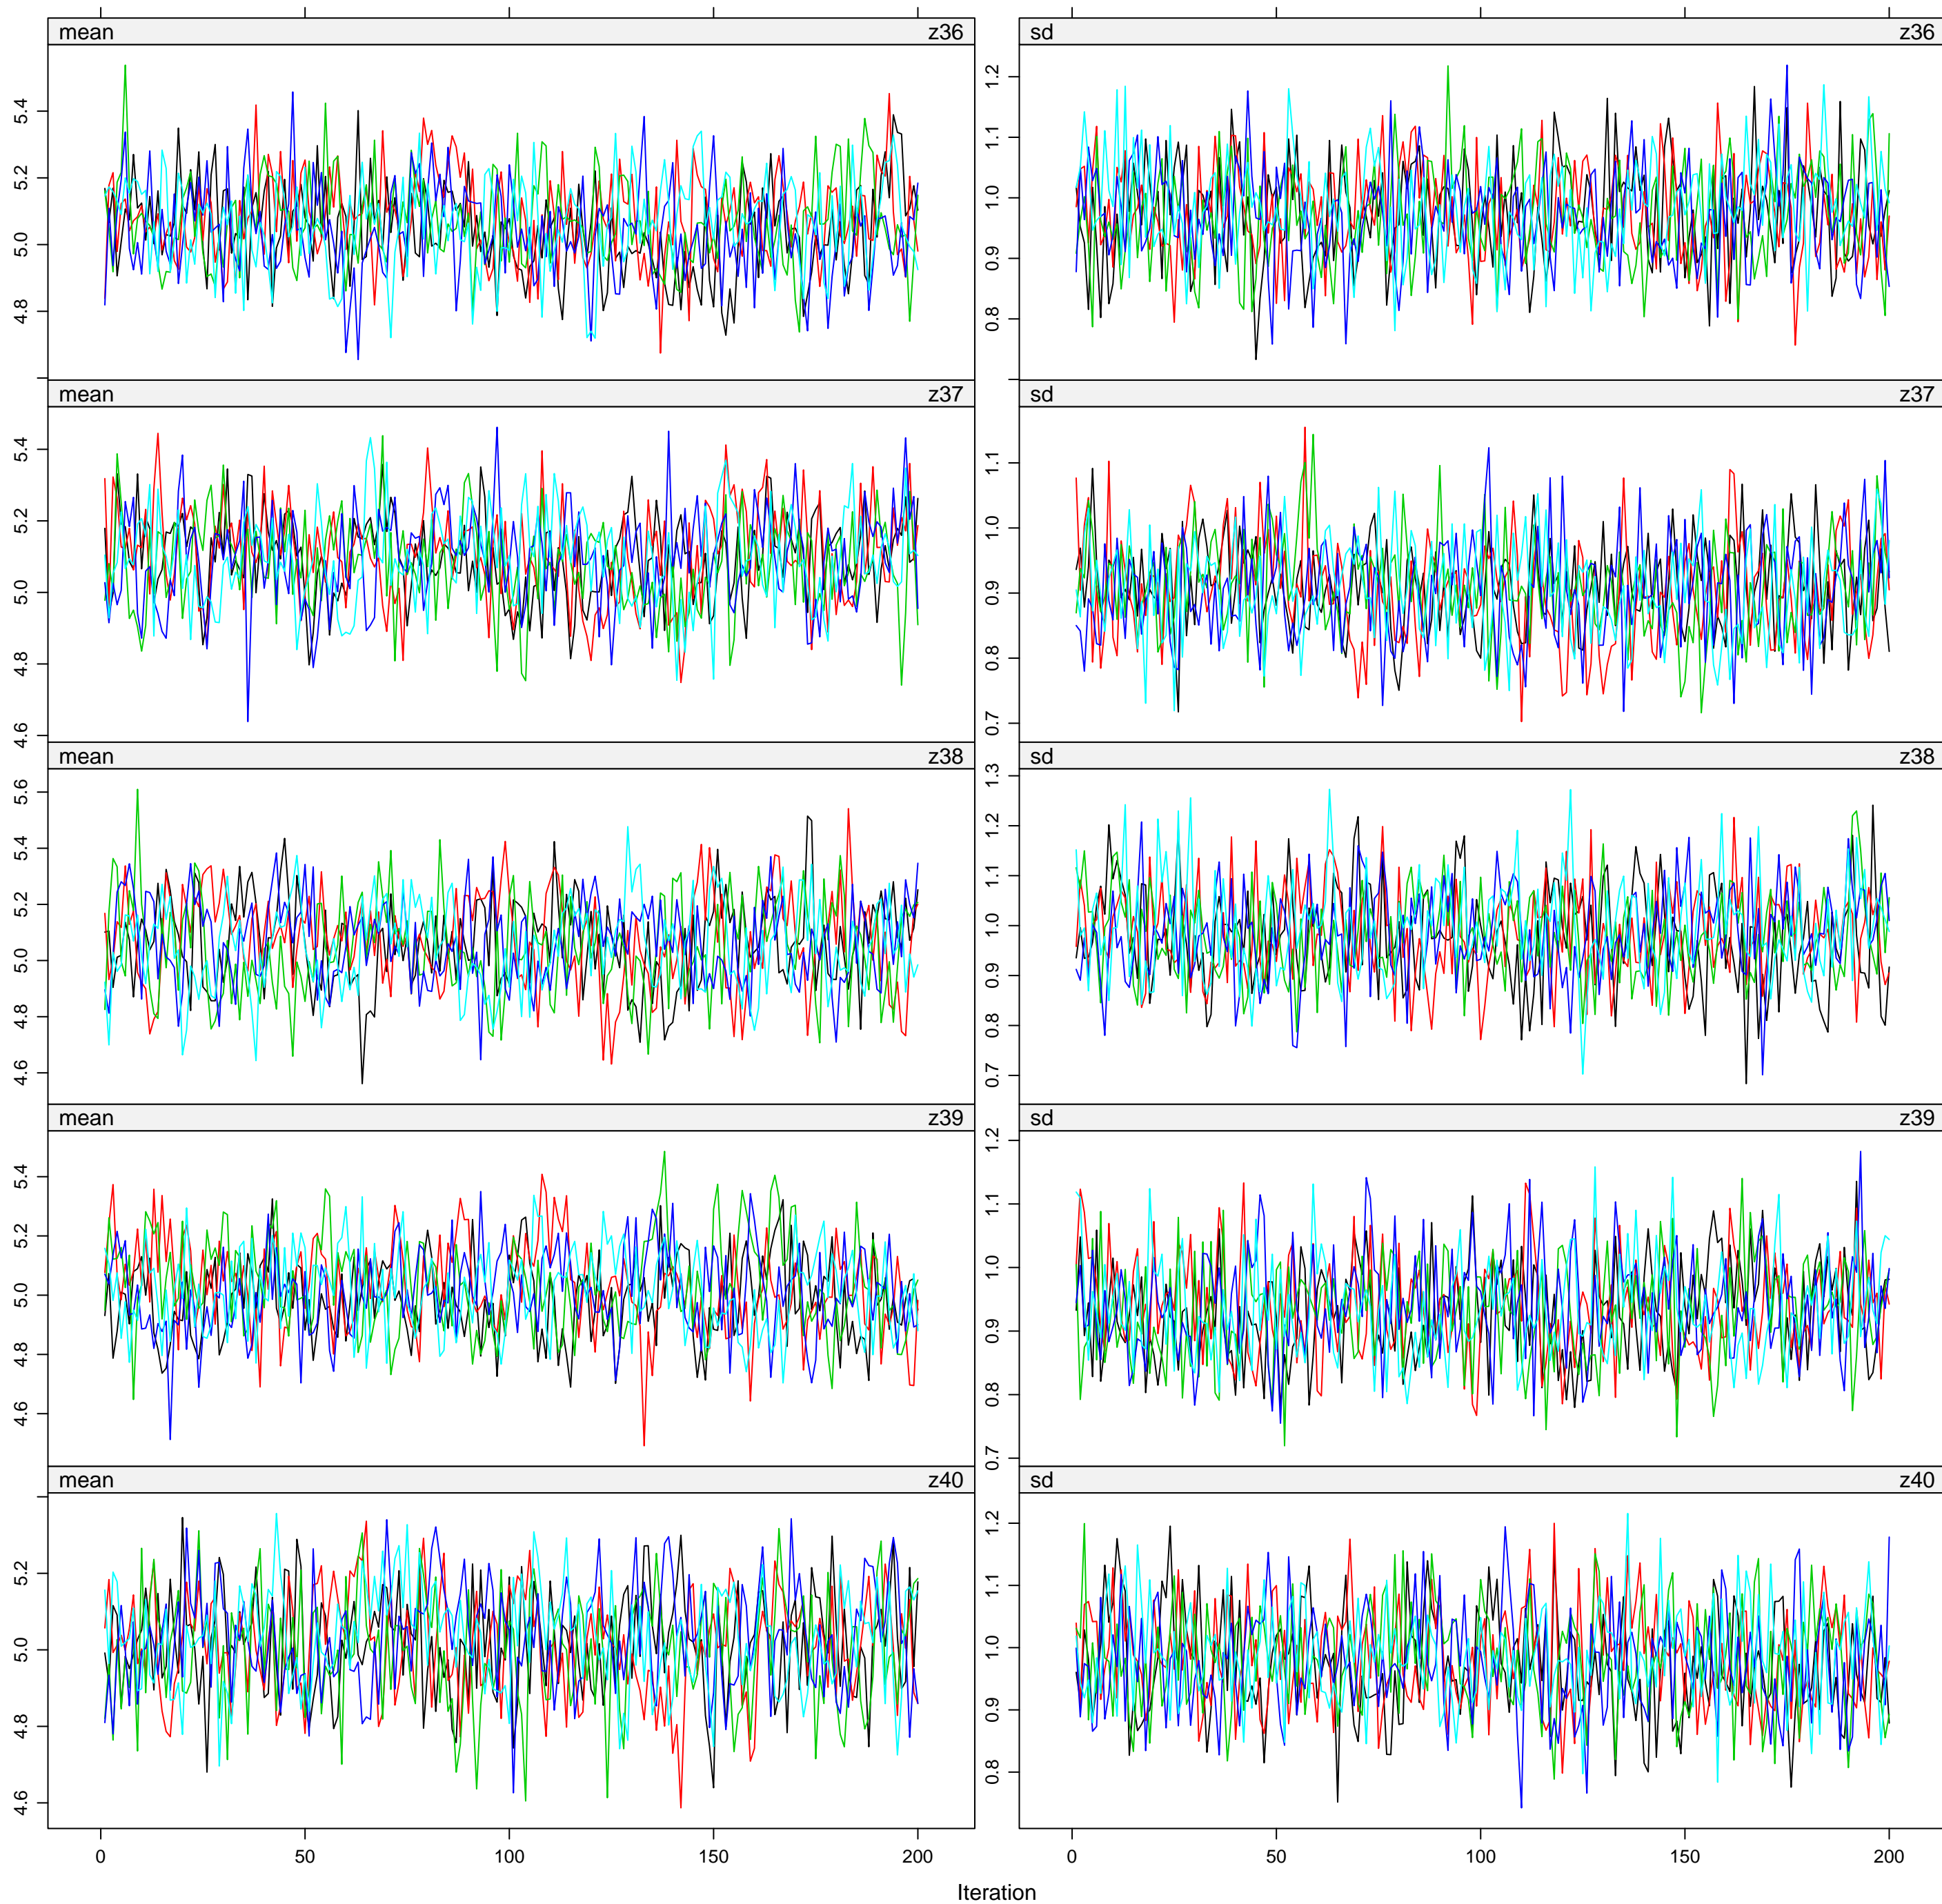 mean z36 sd z36
4.8 5.0 5.2 5.4
0.8 0.9 1.0 1.1 1.2
mean z37 sd z37
4.6 4.8 5.0 5.2 5.4
0.7 0.8 0.9 1.0 1.1
mean z38 sd z38
4.6 4.8 5.0 5.2 5.4 5.6
0.7 0.8 0.9 1.0 1.1 1.2 1.3
mean z39 sd z39
4.6 4.8 5.0 5.2 5.4
0.7 0.8 0.9 1.0 1.1 1.2
mean z40 sd z40
4.6 4.8 5.0 5.2
0.8 0.9 1.0 1.1 1.2
0 50 100 150 200 0 50 100 150 200
Iteration